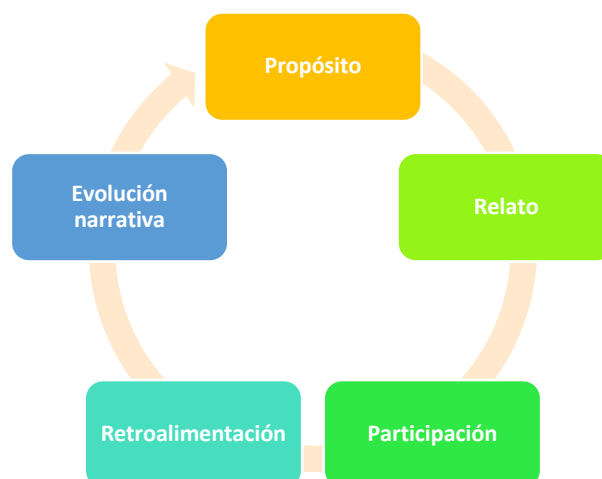 Propósito
Relato
Participación
Retroalimentación
Evolución
narrativa